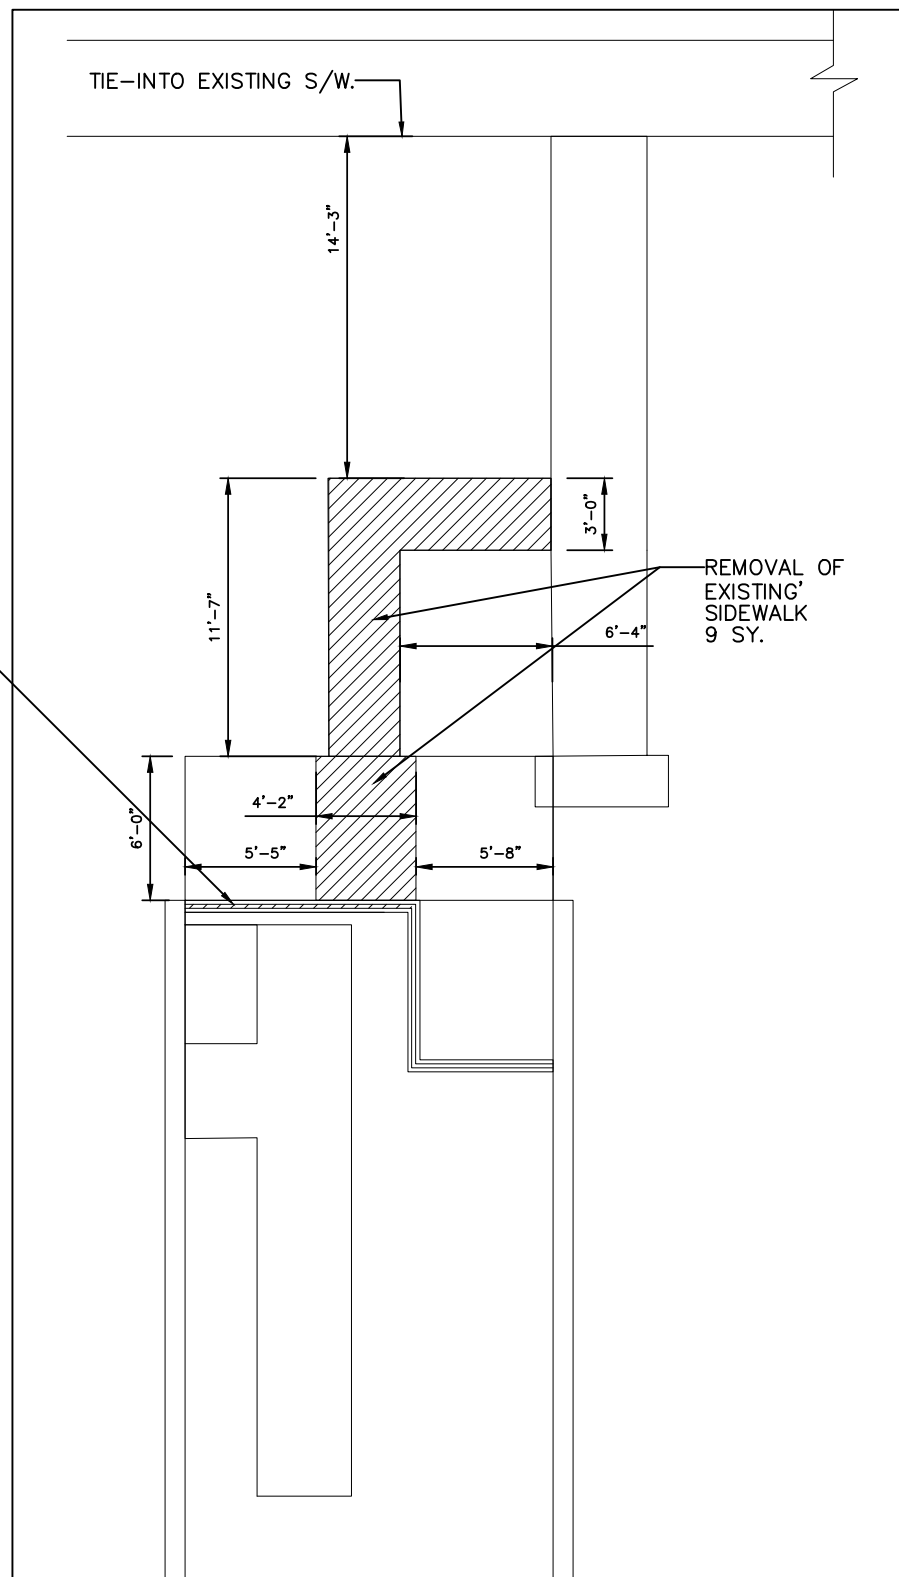 TIE-INTO EXISTING S/W.
14'-3"
3'-0"
11'-7"
REMOVAL OF
EXISTING'
SIDEWALK
9 SY.
6'-4"
6'-0"
4'-2"
5'-5"
5'-8"